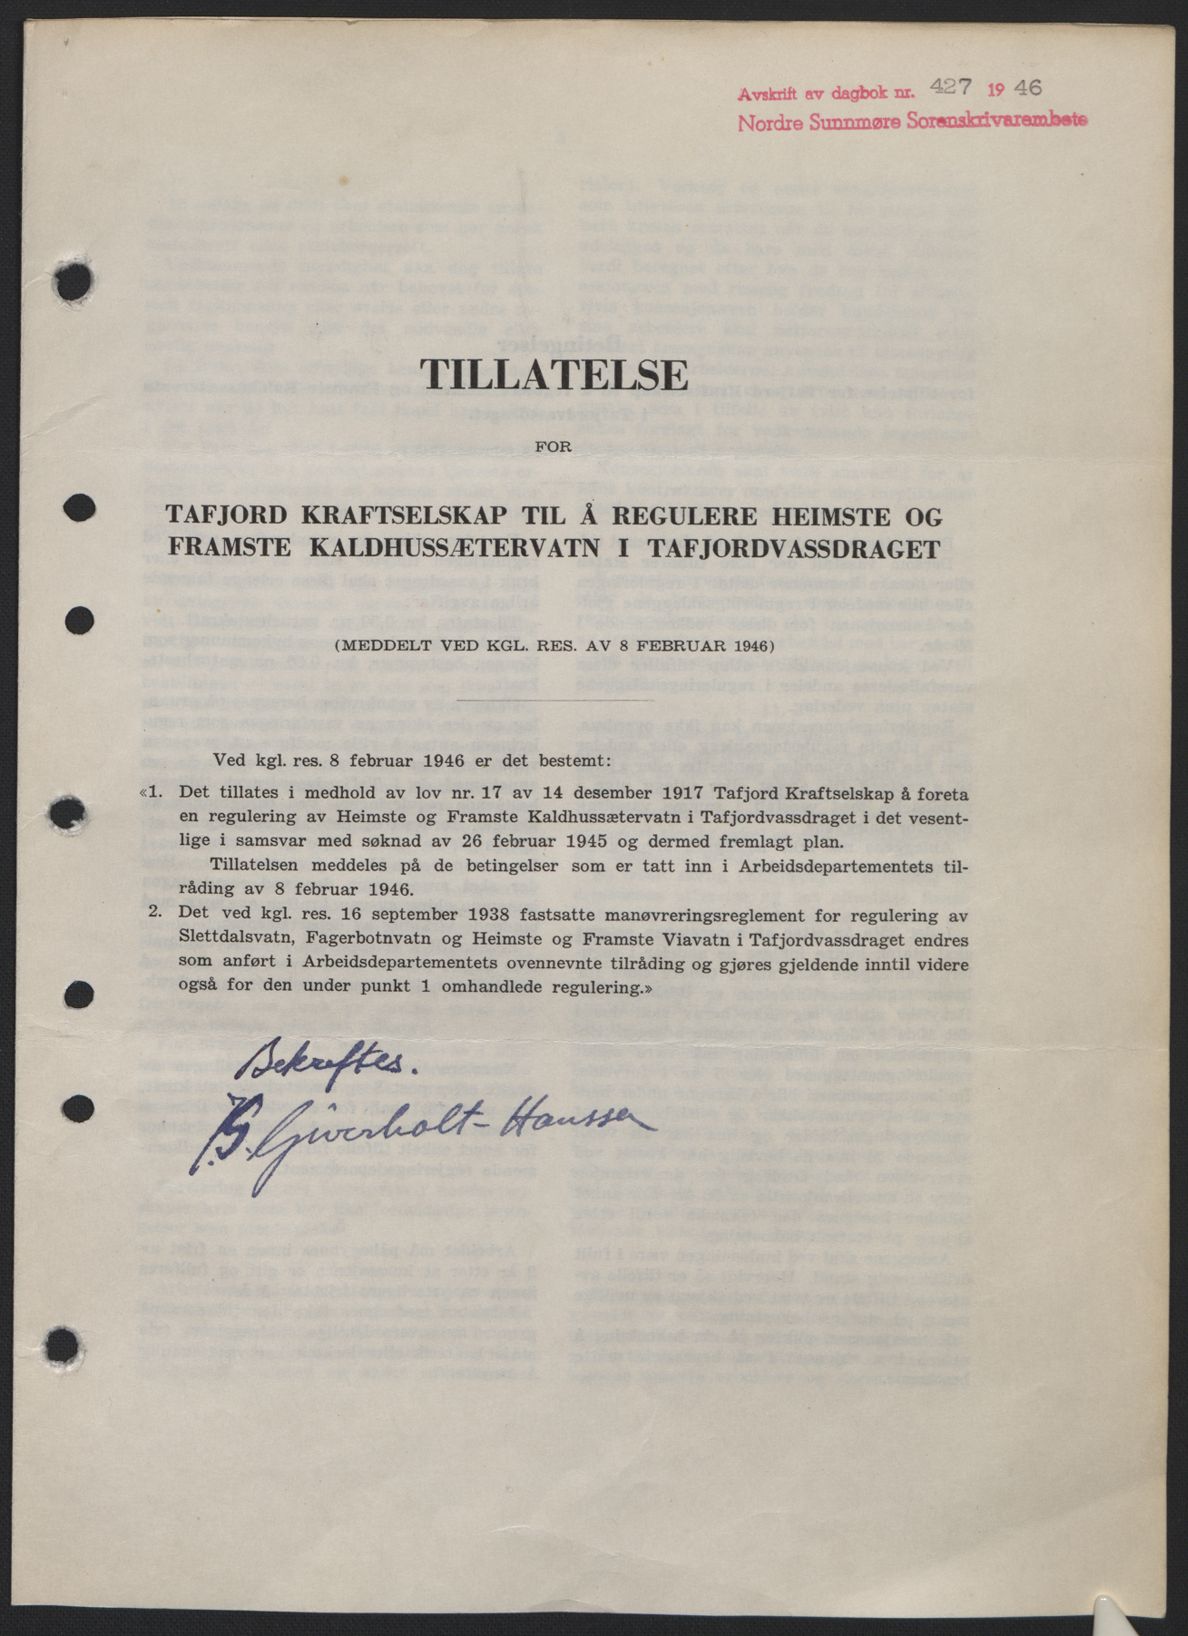 Avskrift av dagbok nr. 427 19 46
Nordre Sunnmøre Sorenskrivarembete
TILLATELSE
FOR
TAFJORD KRAFTSELSKAP TIL Å REGULERE HEIMSTE OG
FRAMSTE KALDHUSSÆTERVATN I TAFJORDVASSDRAGET
(MEDDELT VED KGL. RES. AV 8 FEBRUAR 1946)
Ved kgl. res. 8 februar 1946 er det bestemt:
«1. Det tillates i medhold av lov nr. 17 av 14 desember 1917 Tafjord Kraftselskap å foreta
en regulering av Heimste og Framste Kaldhussætervatn i Tafjordvassdraget i det vesent-
lige i samsvar med søknad av 26 februar 1945 og dermed fremlagt plan.
Tillatelsen meddeles på de betingelser som er tatt inn i Arbeidsdepartementets til-
råding av 8 februar 1946.
2. Det ved kgl. res. 16 september 1938 fastsatte manøvreringsreglement for regulering av
Slettdalsvatn, Fagerbotnvatn og Heimste og Framste Viavatn i Tafjordvassdraget endres
som anført i Arbeidsdepartementets ovennevnte tilråding og gjøres gjeldende inntil videre
også for den under punkt 1 omhandlede regulering.»
Bekreftes.
Giverholt-Hanssen